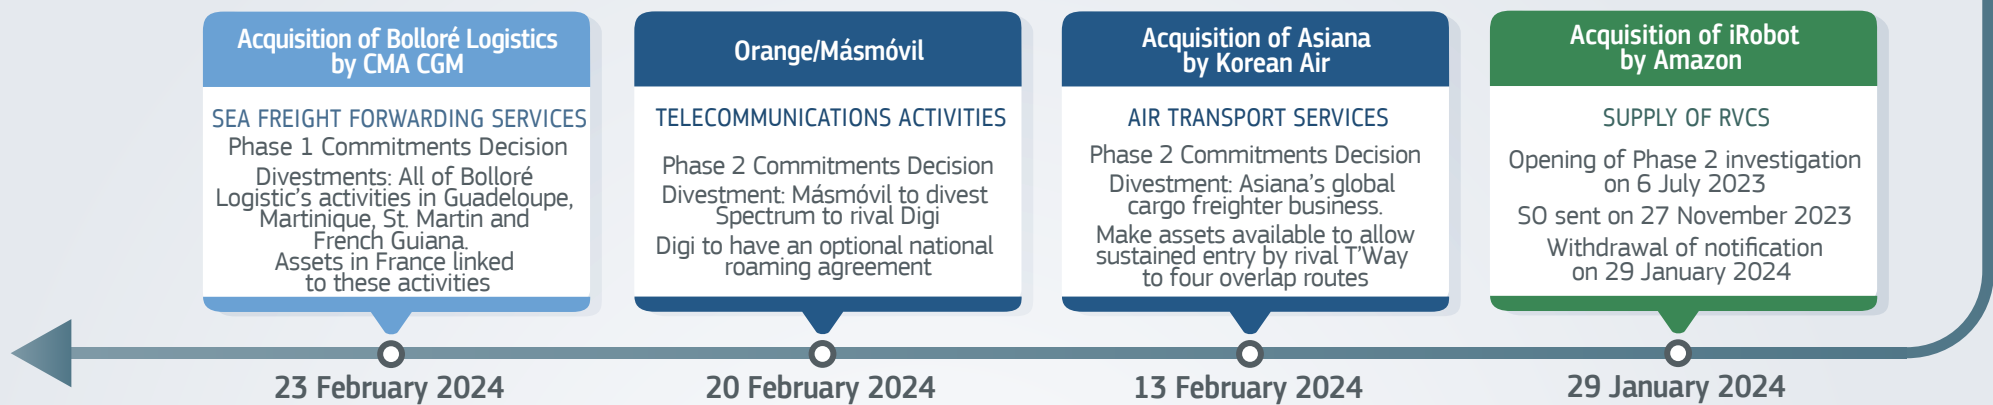 Acquisition of Bolloré Logistics
by CMA CGM
SEA FREIGHT FORWARDING SERVICES
Phase 1 Commitments Decision
Divestments: All of Bolloré
Logistic's activities in Guadeloupe,
Martinique, St. Martin and
French Guiana.
Assets in France linked
to these activities
23 February 2024
Orange/Másmóvil
TELECOMMUNICATIONS ACTIVITIES
Phase 2 Commitments Decision
Divestment: Másmóvil to divest
Spectrum to rival Digi
Digi to have an optional national
roaming agreement
20 February 2024
Acquisition of Asiana
by Korean Air
AIR TRANSPORT SERVICES
Phase 2 Commitments Decision
Divestment: Asiana's global
cargo freighter business.
Make assets available to allow
sustained entry by rival T'Way
to four overlap routes
13 February 2024
Acquisition of iRobot
by Amazon
SUPPLY OF RVCS
Opening of Phase 2 investigation
on 6 July 2023
SO sent on 27 November 2023
Withdrawal of notification
on 29 January 2024
29 January 2024